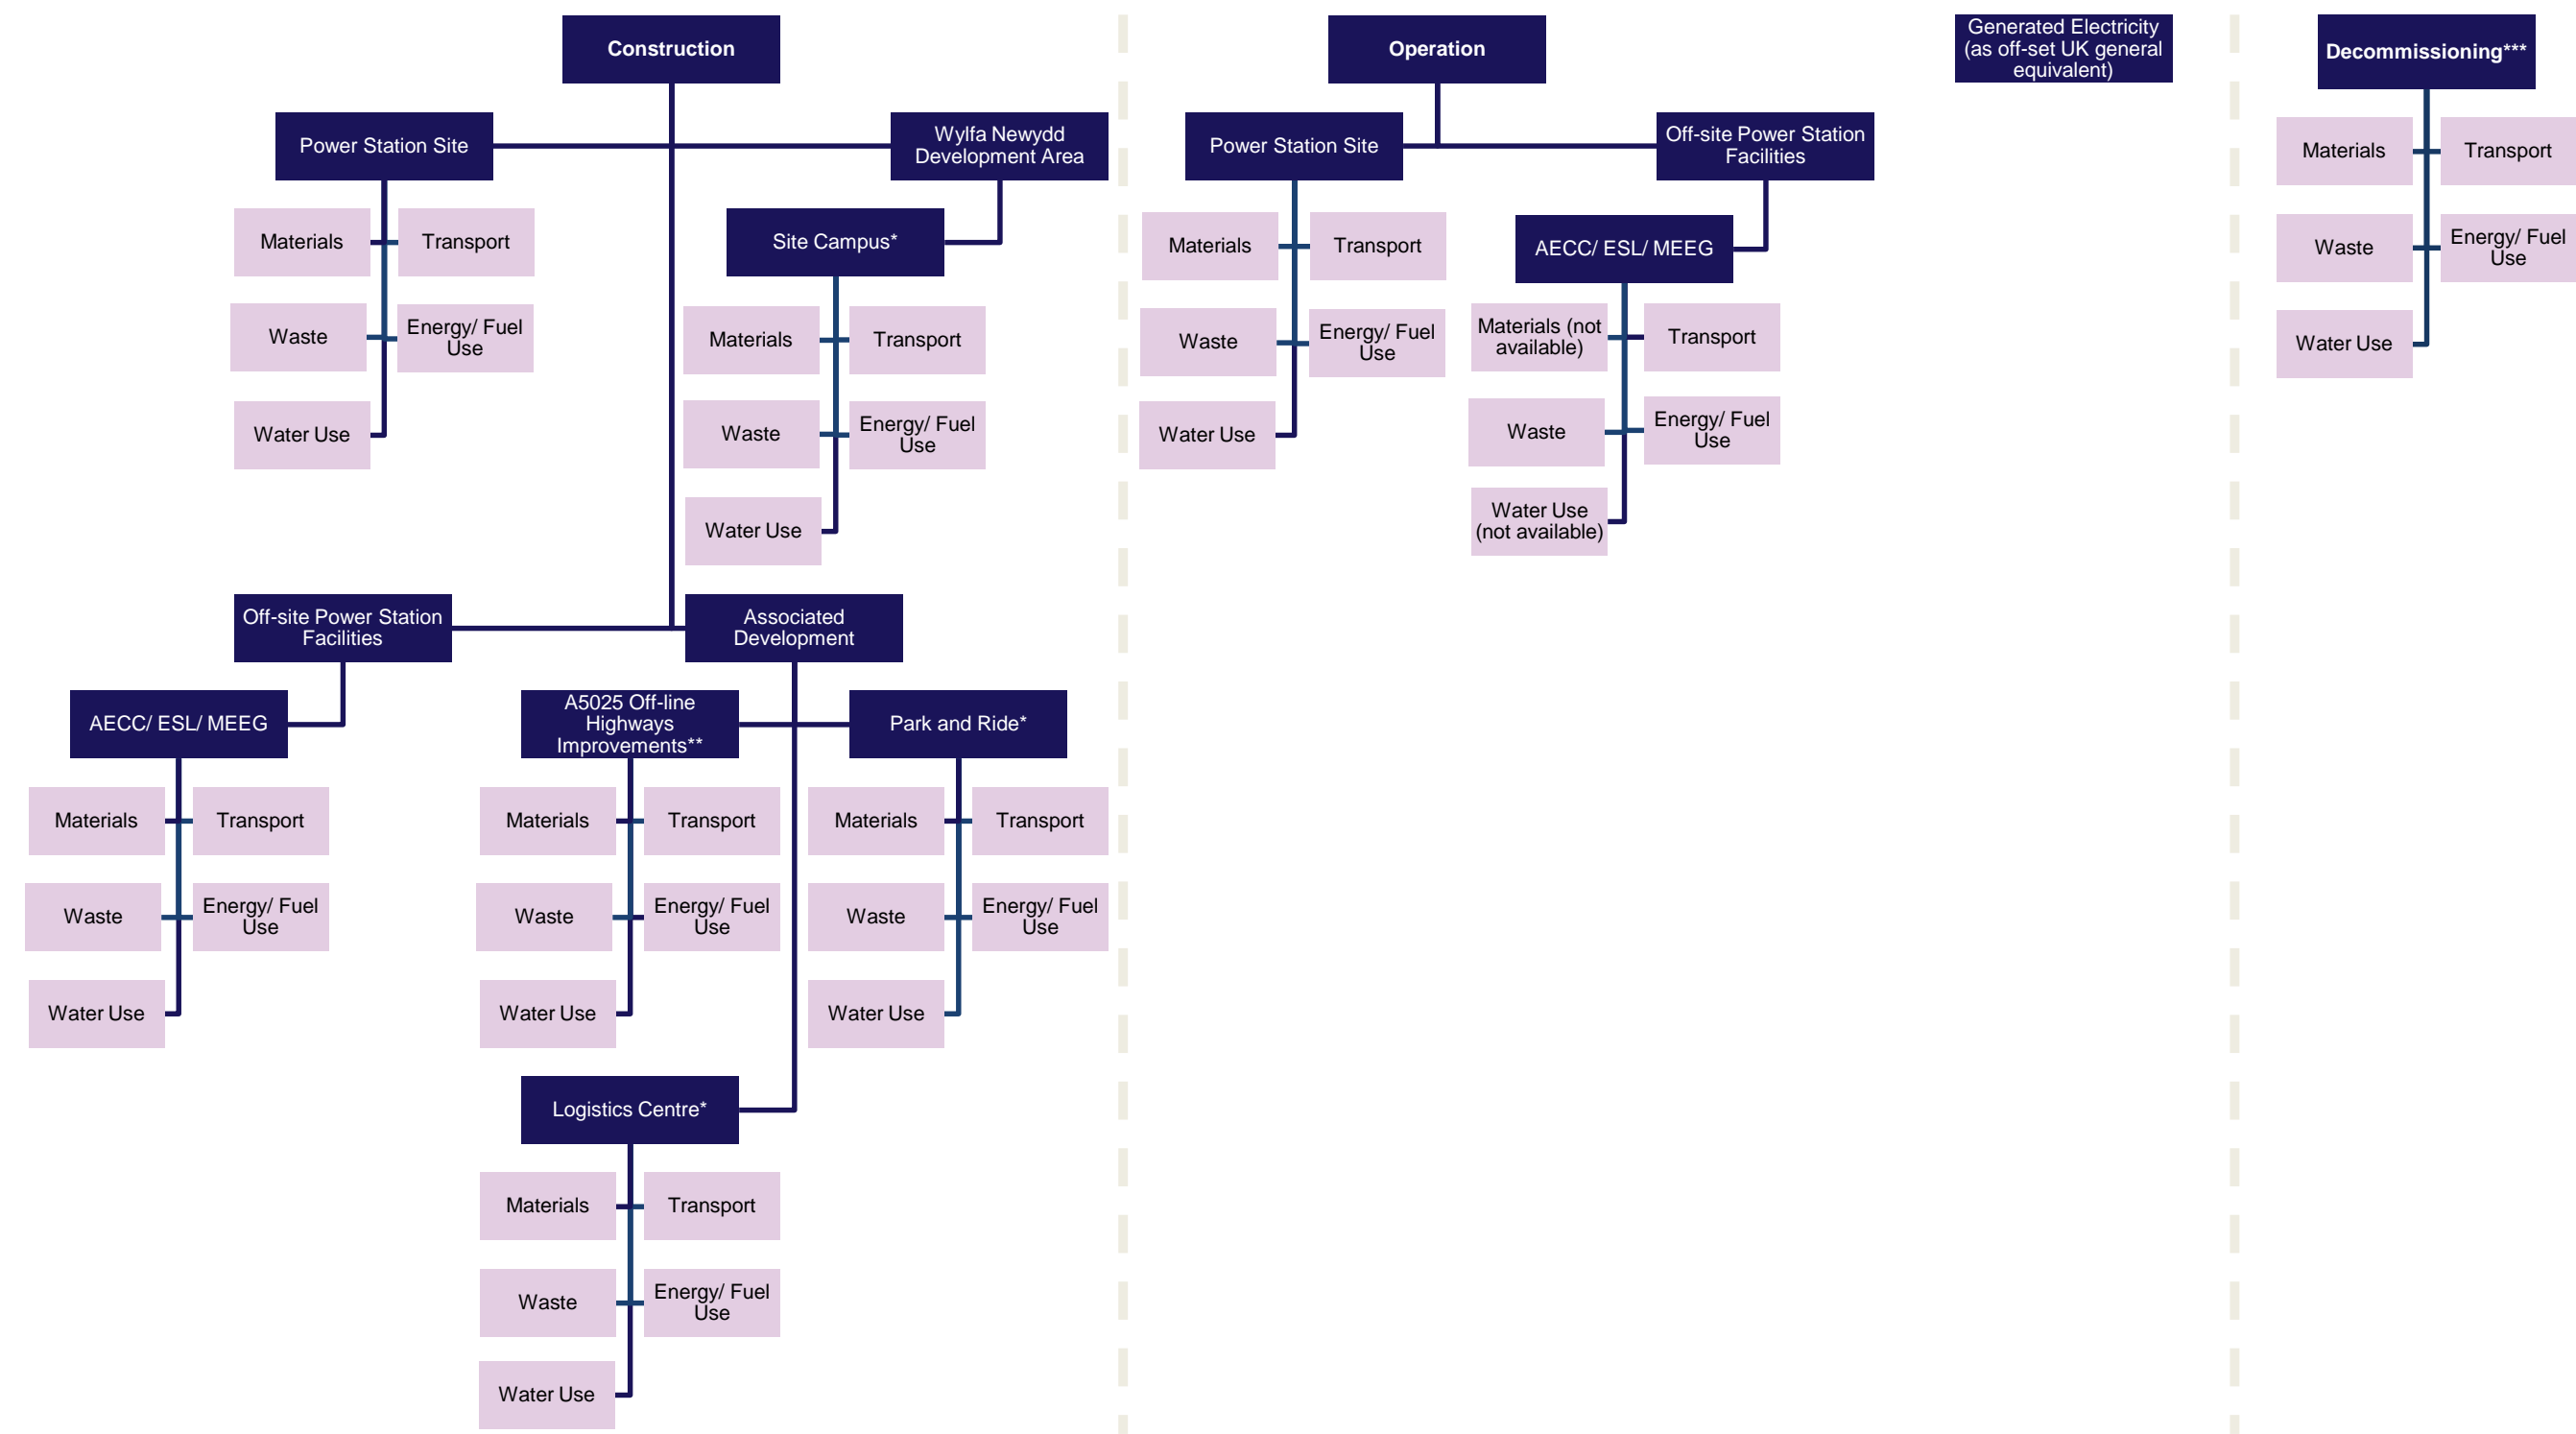 Construction
Power Station Site
Wylfa Newydd
Development Area
Materials
Transport
Waste
Energy/ Fuel
Use
Water Use
Site Campus*
Materials
Transport
Waste
Energy/ Fuel
Use
Water Use
Off-site Power Station
Facilities
Associated
Development
AECC/ ESL/ MEEG
Materials
Transport
Waste
Energy/ Fuel
Use
Water Use
A5025 Off-line
Highways
Improvements**
Materials
Transport
Waste
Energy/ Fuel
Use
Water Use
Park and Ride*
Materials
Transport
Waste
Energy/ Fuel
Use
Water Use
Logistics Centre*
Materials
Transport
Waste
Energy/ Fuel
Use
Water Use
Operation
Power Station Site
Off-site Power Station
Facilities
Materials
Transport
Waste
Energy/ Fuel
Use
Water Use
AECC/ ESL/ MEEG
Materials (not
available)
Transport
Waste
Energy/ Fuel
Use
Water Use
(not available)
Generated Electricity
(as off-set UK general
equivalent)
Decommissioning***
Materials
Transport
Waste
Energy/ Fuel
Use
Water Use